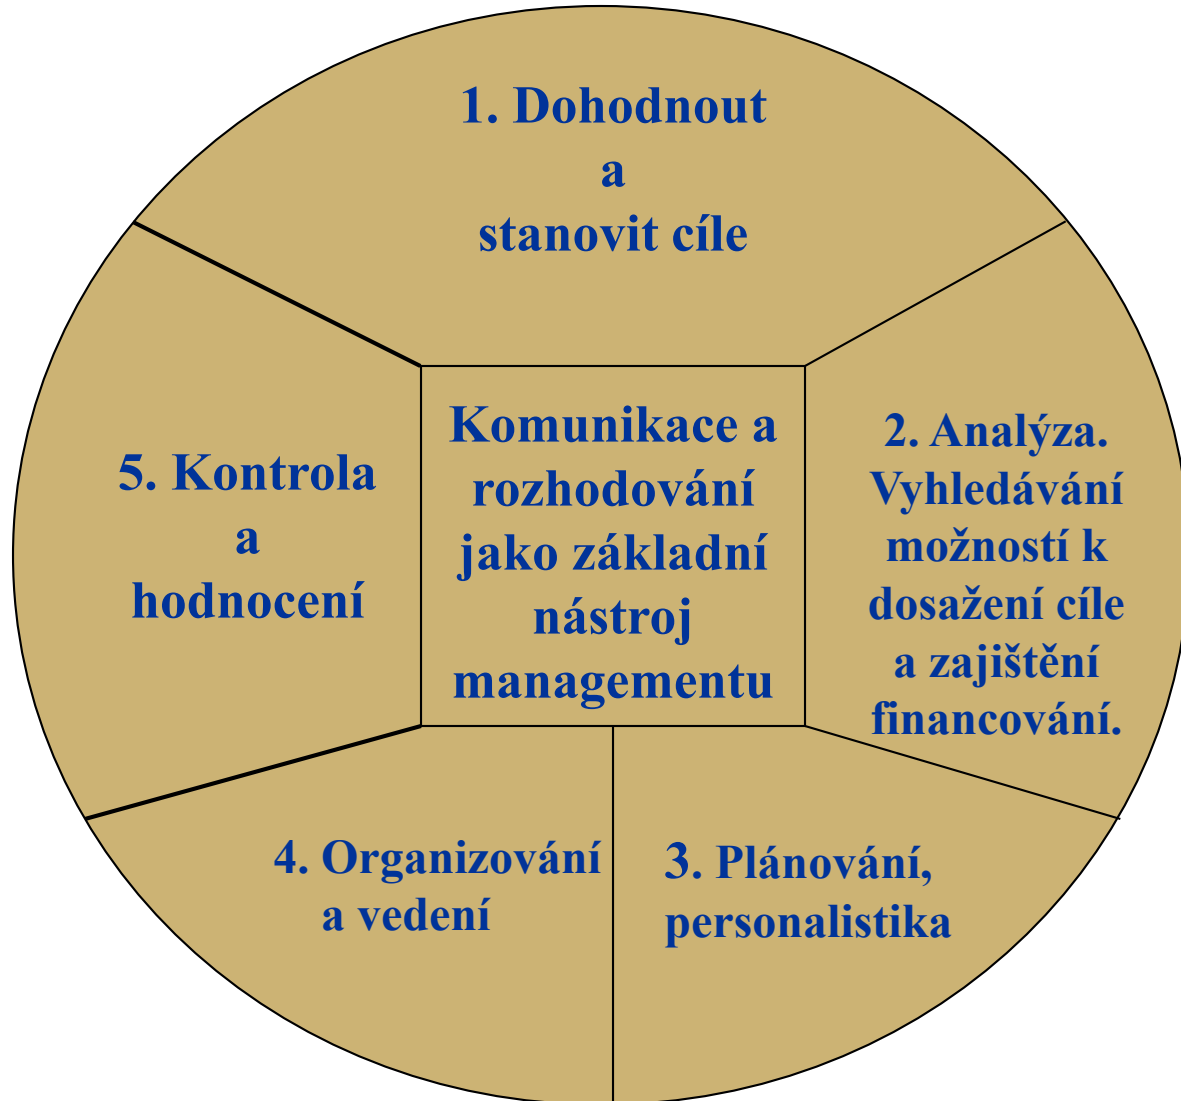 1. Dohodnout
a
stanovit cíle
2. Analýza.
Vyhledávání
možností k
dosažení cíle
a zajištění
financování.
3. Plánování,
personalistika
4. Organizování
a vedení
5. Kontrola
a
hodnocení
Komunikace a
rozhodování
jako základní
nástroj
managementu